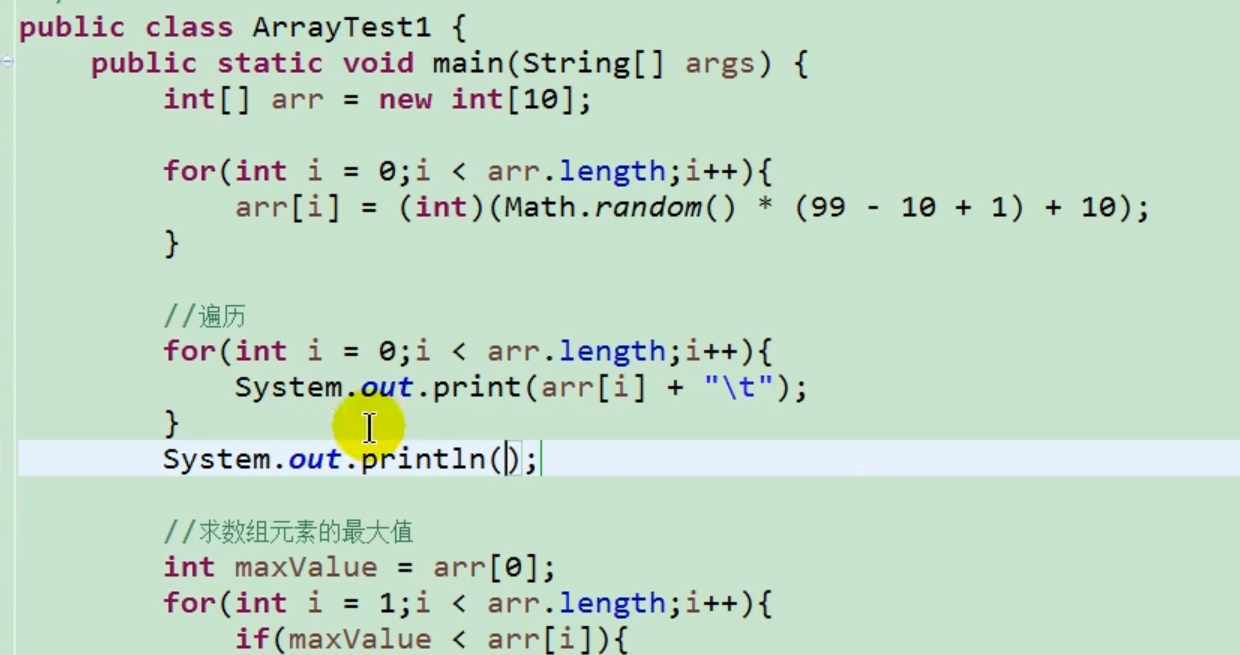 public class ArrayTest1 {
public static void main(String[] args) {
int[] arr = new int[10];
for(int i = 0;i < arr.length;i++){
arr[i] = (int)(Math.random() * (99 - 10 + 1) + 10);
}
//遍历
for(int i = 0;i < arr.length;i++){
System.out.print(arr[i] + "\t");
}
System.out.println();
//求数组元素的最大值
int maxValue = arr[0];
for(int i = 1;i < arr.length;i++){
if(maxValue < arr[i]){